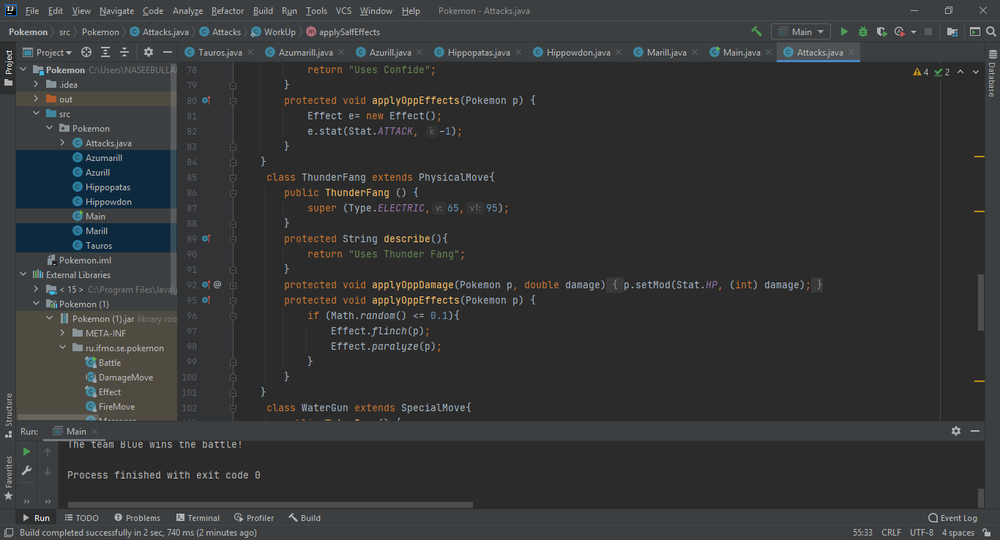 File Edit View Navigate Code Analyze Refactor Build Run Tools VCS Window Help Pokemon - Attacks.java
Pokemon src Pokemon Attacks.java Attacks WorkUp applySalfEffects Main
Project
Tauros.java Azumarill.java Azurill.java Hippopatas.java Hippowdon.java Marill.java Main.java Attacks.java
Project
Database
Structure
Favorites
Pokemon C:\Users\NASEEBULLA
.idea
out
src
Pokemon
Attacks.java
Azumarill
Azurill
Hippopatas
Hippowdon
Main
Marill
Tauros
Pokemon.iml
External Libraries
< 15 > C:\Program Files\Java\
Pokemon (1)
Pokemon (1).jar library roo
META-INF
ru.ifmo.se.pokemon
Battle
DamageMove
Effect
FireMove
4 2
78 return "Uses Confide";
79 }
80 protected void applyOppEffects(Pokemon p) {
81 Effect e= new Effect();
82 e.stat(Stat.ATTACK, i: -1);
83 }
84 }
85 class ThunderFang extends PhysicalMove{
86 public ThunderFang () {
87 super (Type.ELECTRIC, v: 65, v1: 95);
88 }
89 @protected String describe(){
90 return "Uses Thunder Fang";
91 }
92 @ protected void applyOppDamage(Pokemon p, double damage) { p.setMod(Stat.HP, (int) damage); }
95 protected void applyOppEffects(Pokemon p) {
96 if (Math.random() <= 0.1){
97 Effect.flinch(p);
98 Effect.paralyze(p);
99 }
100 }
101 }
102 class WaterGun extends SpecialMove{
Run: Main
The team Blue wins the battle!
Process finished with exit code 0
Run TODO Problems Terminal Profiler Build Event Log
Build completed successfully in 2 sec, 740 ms (2 minutes ago) 55:33 CRLF UTF-8 4 spaces